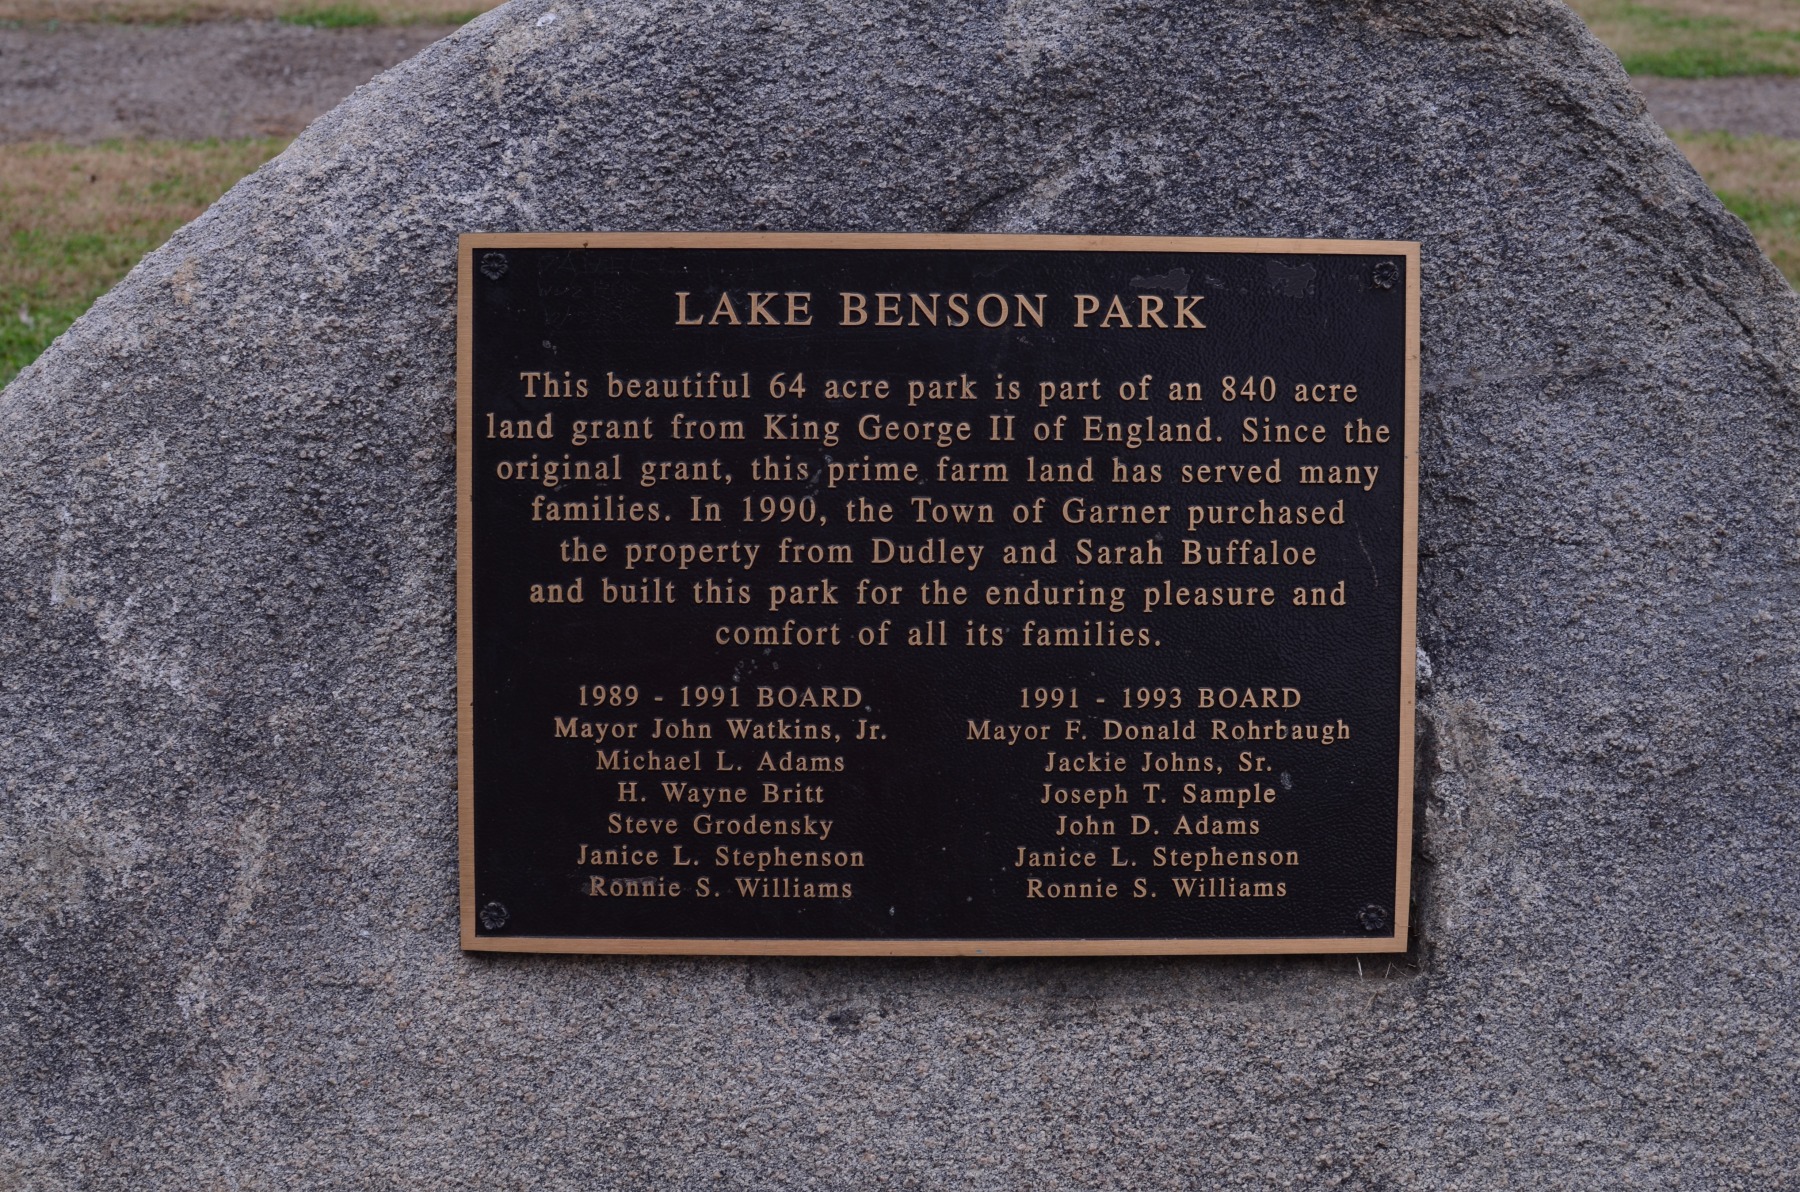 LAKE BENSON PARK
This beautiful 64 acre park is part of an 840 acre
land grant from King George II of England. Since the
original grant, this prime farm land has served many
families. In 1990, the Town of Garner purchased
the property from Dudley and Sarah Buffaloe
and built this park for the enduring pleasure and
comfort of all its families.
1989 - 1991 BOARD
Mayor John Watkins, Jr.
Michael L. Adams
H. Wayne Britt
Steve Grodensky
Janice L. Stephenson
Ronnie S. Williams
1991 - 1993 BOARD
Mayor F. Donald Rohrbaugh
Jackie Johns, Sr.
Joseph T. Sample
John D. Adams
Janice L. Stephenson
Ronnie S. Williams